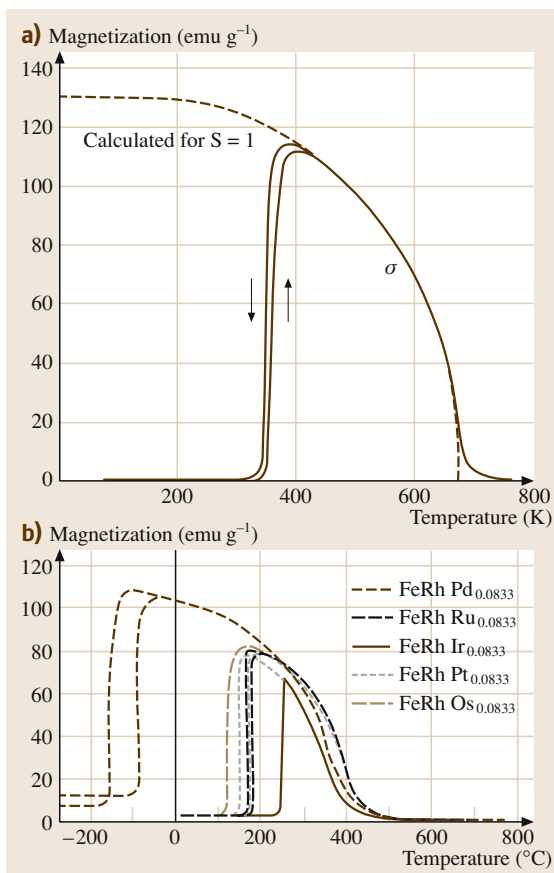 a) Magnetization (emu g⁻¹)
140
120
Calculated for S = 1
100
80
σ
60
40
20
0
200 400 600 800
Temperature (K)
b) Magnetization (emu g⁻¹)
120
FeRh Pd0.0833
100
FeRh Ru0.0833
80
FeRh Ir0.0833
60
FeRh Pt0.0833
40
FeRh Os0.0833
20
0
−200 0 200 400 600 800
Temperature (°C)